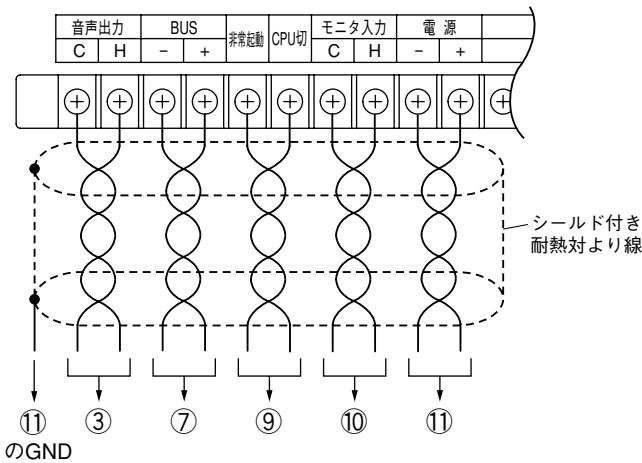 音声出力 BUS 非常起動 CPU切 モニタ入力 電 源
C H − + C H − +
シールド付き
耐熱対より線
⑪ ③ ⑦ ⑨ ⑩ ⑪
のGND